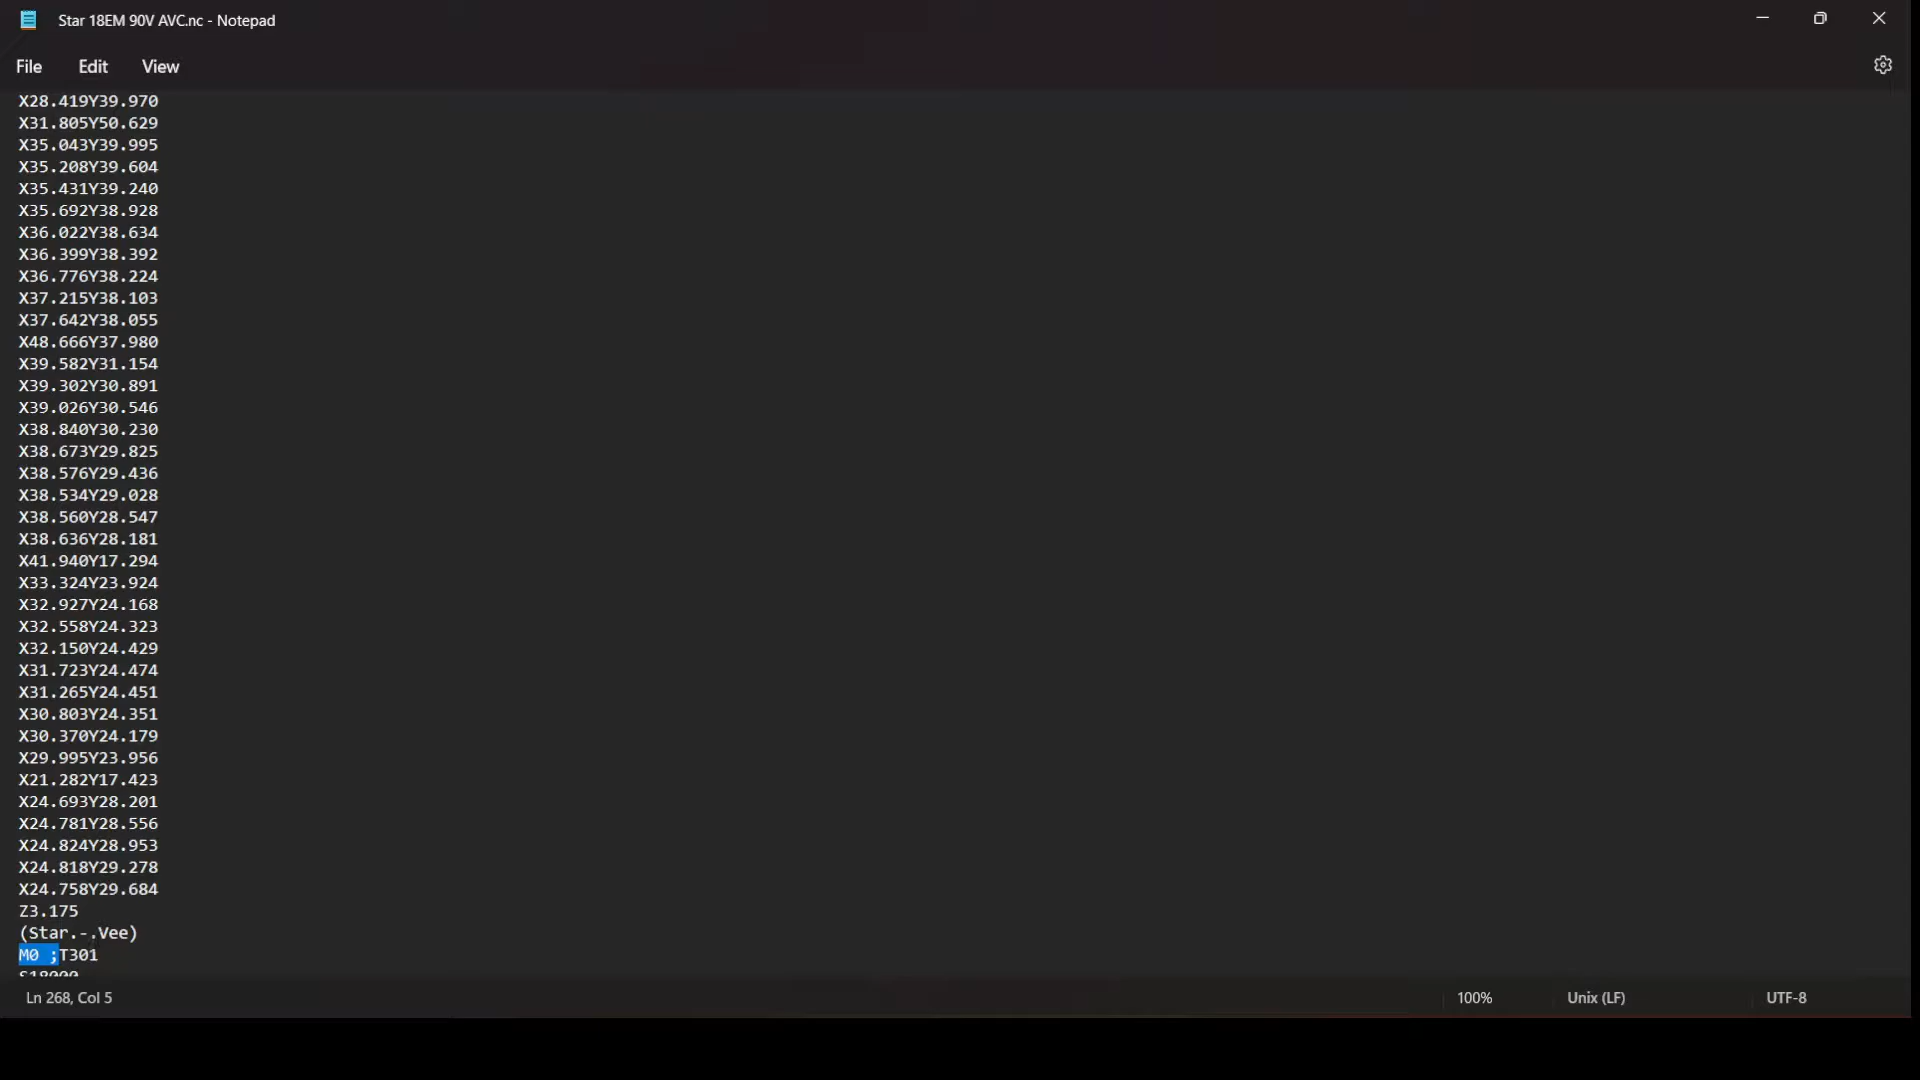 Star 18EM 90V AVC.nc - Notepad
File Edit View
X28.419Y39.970
X31.805Y50.629
X35.043Y39.995
X35.208Y39.604
X35.431Y39.240
X35.692Y38.928
X36.022Y38.634
X36.399Y38.392
X36.776Y38.224
X37.215Y38.103
X37.642Y38.055
X48.666Y37.980
X39.582Y31.154
X39.302Y30.891
X39.026Y30.546
X38.840Y30.230
X38.673Y29.825
X38.576Y29.436
X38.534Y29.028
X38.560Y28.547
X38.636Y28.181
X41.940Y17.294
X33.324Y23.924
X32.927Y24.168
X32.558Y24.323
X32.150Y24.429
X31.723Y24.474
X31.265Y24.451
X30.803Y24.351
X30.370Y24.179
X29.995Y23.956
X21.282Y17.423
X24.693Y28.201
X24.781Y28.556
X24.824Y28.953
X24.818Y29.278
X24.758Y29.684
Z3.175
(Star.-.Vee)
M0 ;T301
S18000
Ln 268, Col 5 100% Unix (LF) UTF-8